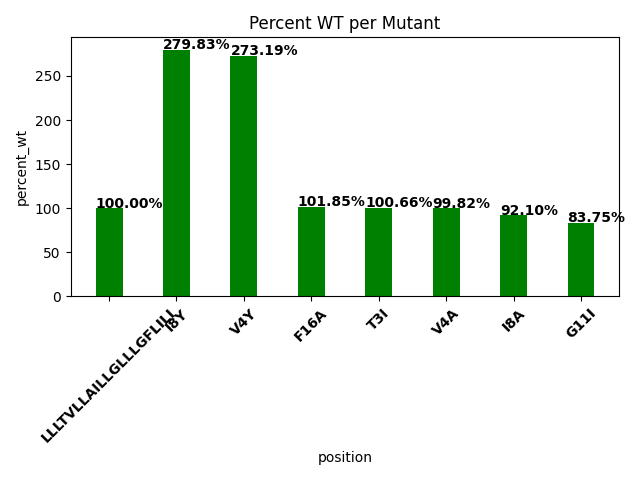 Percent WT per Mutant
percent_wt
250
200
150
100
50
0
100.00%
279.83%
273.19%
101.85%
100.66%
99.82%
92.10%
83.75%
LLLTVLLAILLGLLLGFLILL
I8Y
V4Y
F16A
T3I
V4A
I8A
G11I
position